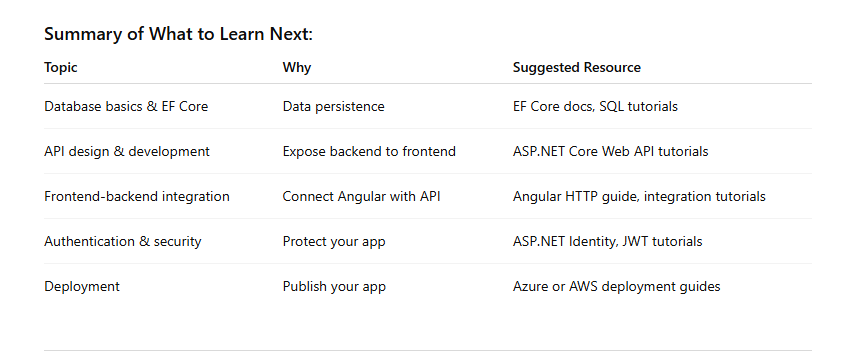 Summary of What to Learn Next:
Topic Why Suggested Resource
Database basics & EF Core Data persistence EF Core docs, SQL tutorials
API design & development Expose backend to frontend ASP.NET Core Web API tutorials
Frontend-backend integration Connect Angular with API Angular HTTP guide, integration tutorials
Authentication & security Protect your app ASP.NET Identity, JWT tutorials
Deployment Publish your app Azure or AWS deployment guides